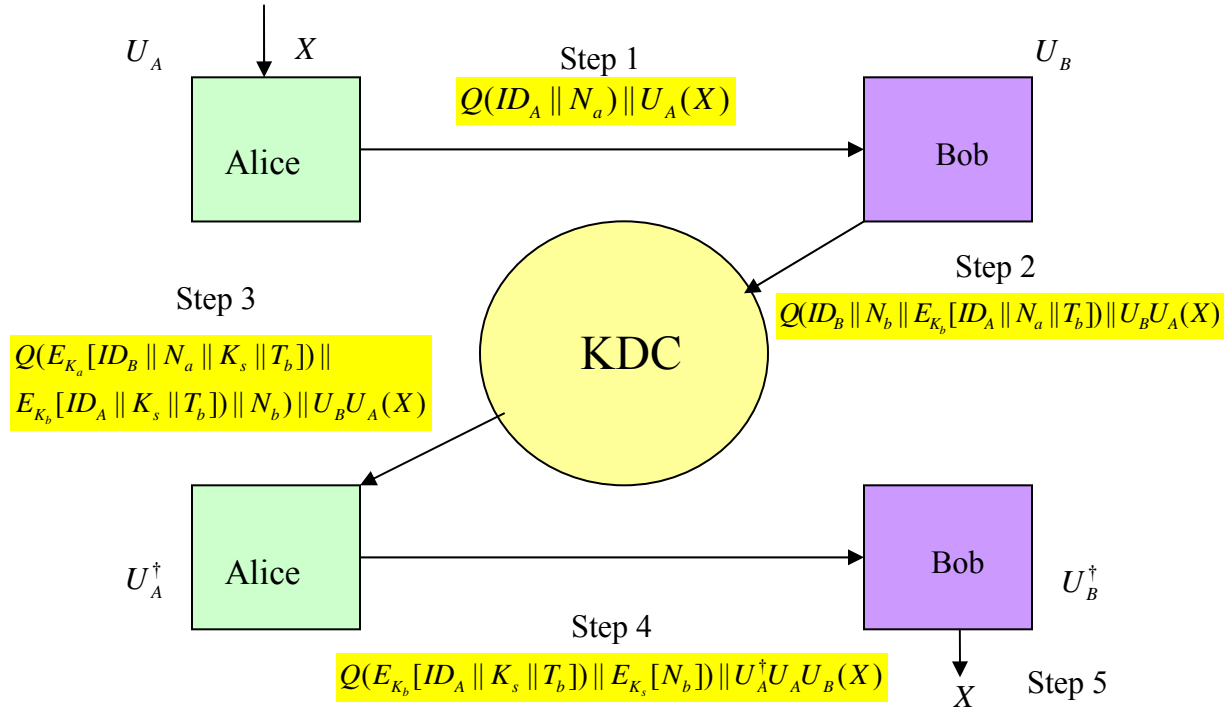 U_A
X
Step 1
U_B
Q(ID_A || N_a) || U_A(X)
Alice
Bob
Step 2
Step 3
Q(ID_B || N_b || E_{K_b}[ID_A || N_a || T_b]) || U_B U_A(X)
KDC
Q(E_{K_a}[ID_B || N_a || K_s || T_b]) ||
E_{K_b}[ID_A || K_s || T_b]) || N_b) || U_B U_A(X)
U_A^†
Alice
Bob
U_B^†
Step 4
Q(E_{K_b}[ID_A || K_s || T_b]) || E_{K_s}[N_b]) || U_A^† U_A U_B(X)
X
Step 5